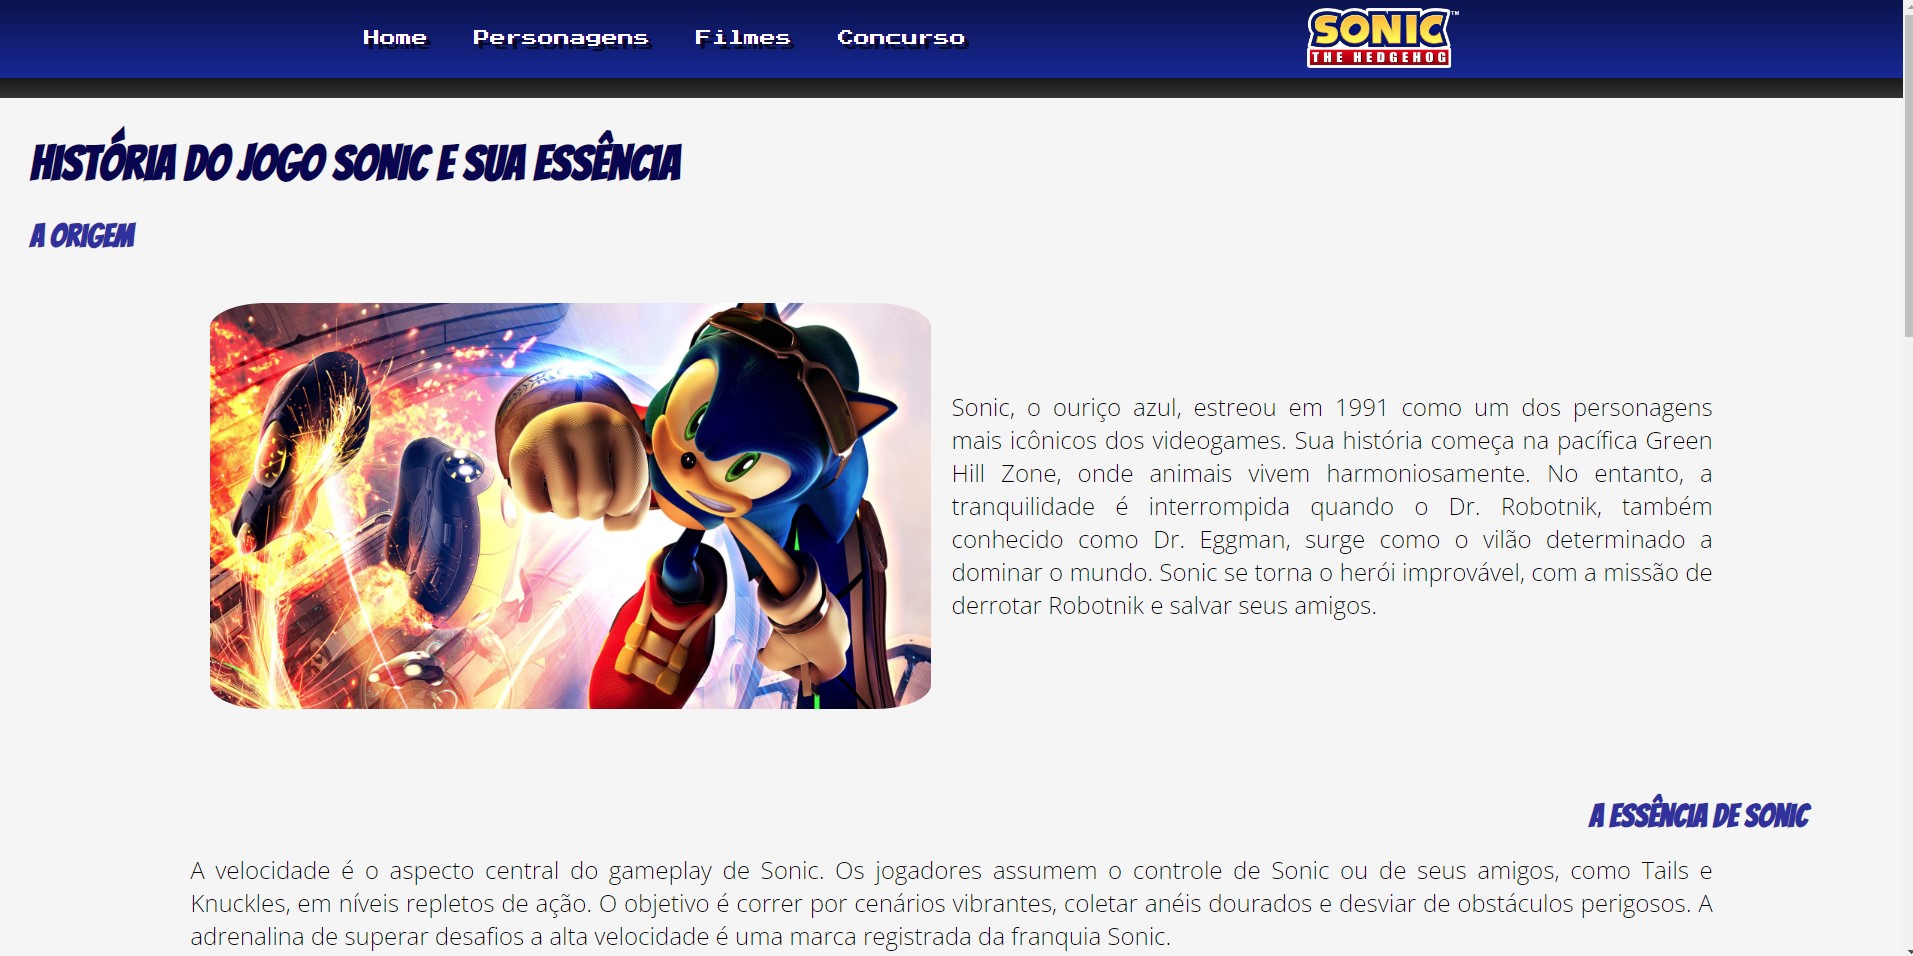 Home Personagens Filmes Concurso
SONIC™
THE HEDGEHOG
HISTÓRIA DO JOGO SONIC E SUA ESSÊNCIA
A ORIGEM
Sonic, o ouriço azul, estreou em 1991 como um dos personagens
mais icônicos dos videogames. Sua história começa na pacífica Green
Hill Zone, onde animais vivem harmoniosamente. No entanto, a
tranquilidade é interrompida quando o Dr. Robotnik, também
conhecido como Dr. Eggman, surge como o vilão determinado a
dominar o mundo. Sonic se torna o herói improvável, com a missão de
derrotar Robotnik e salvar seus amigos.
A ESSÊNCIA DE SONIC
A velocidade é o aspecto central do gameplay de Sonic. Os jogadores assumem o controle de Sonic ou de seus amigos, como Tails e
Knuckles, em níveis repletos de ação. O objetivo é correr por cenários vibrantes, coletar anéis dourados e desviar de obstáculos perigosos. A
adrenalina de superar desafios a alta velocidade é uma marca registrada da franquia Sonic.